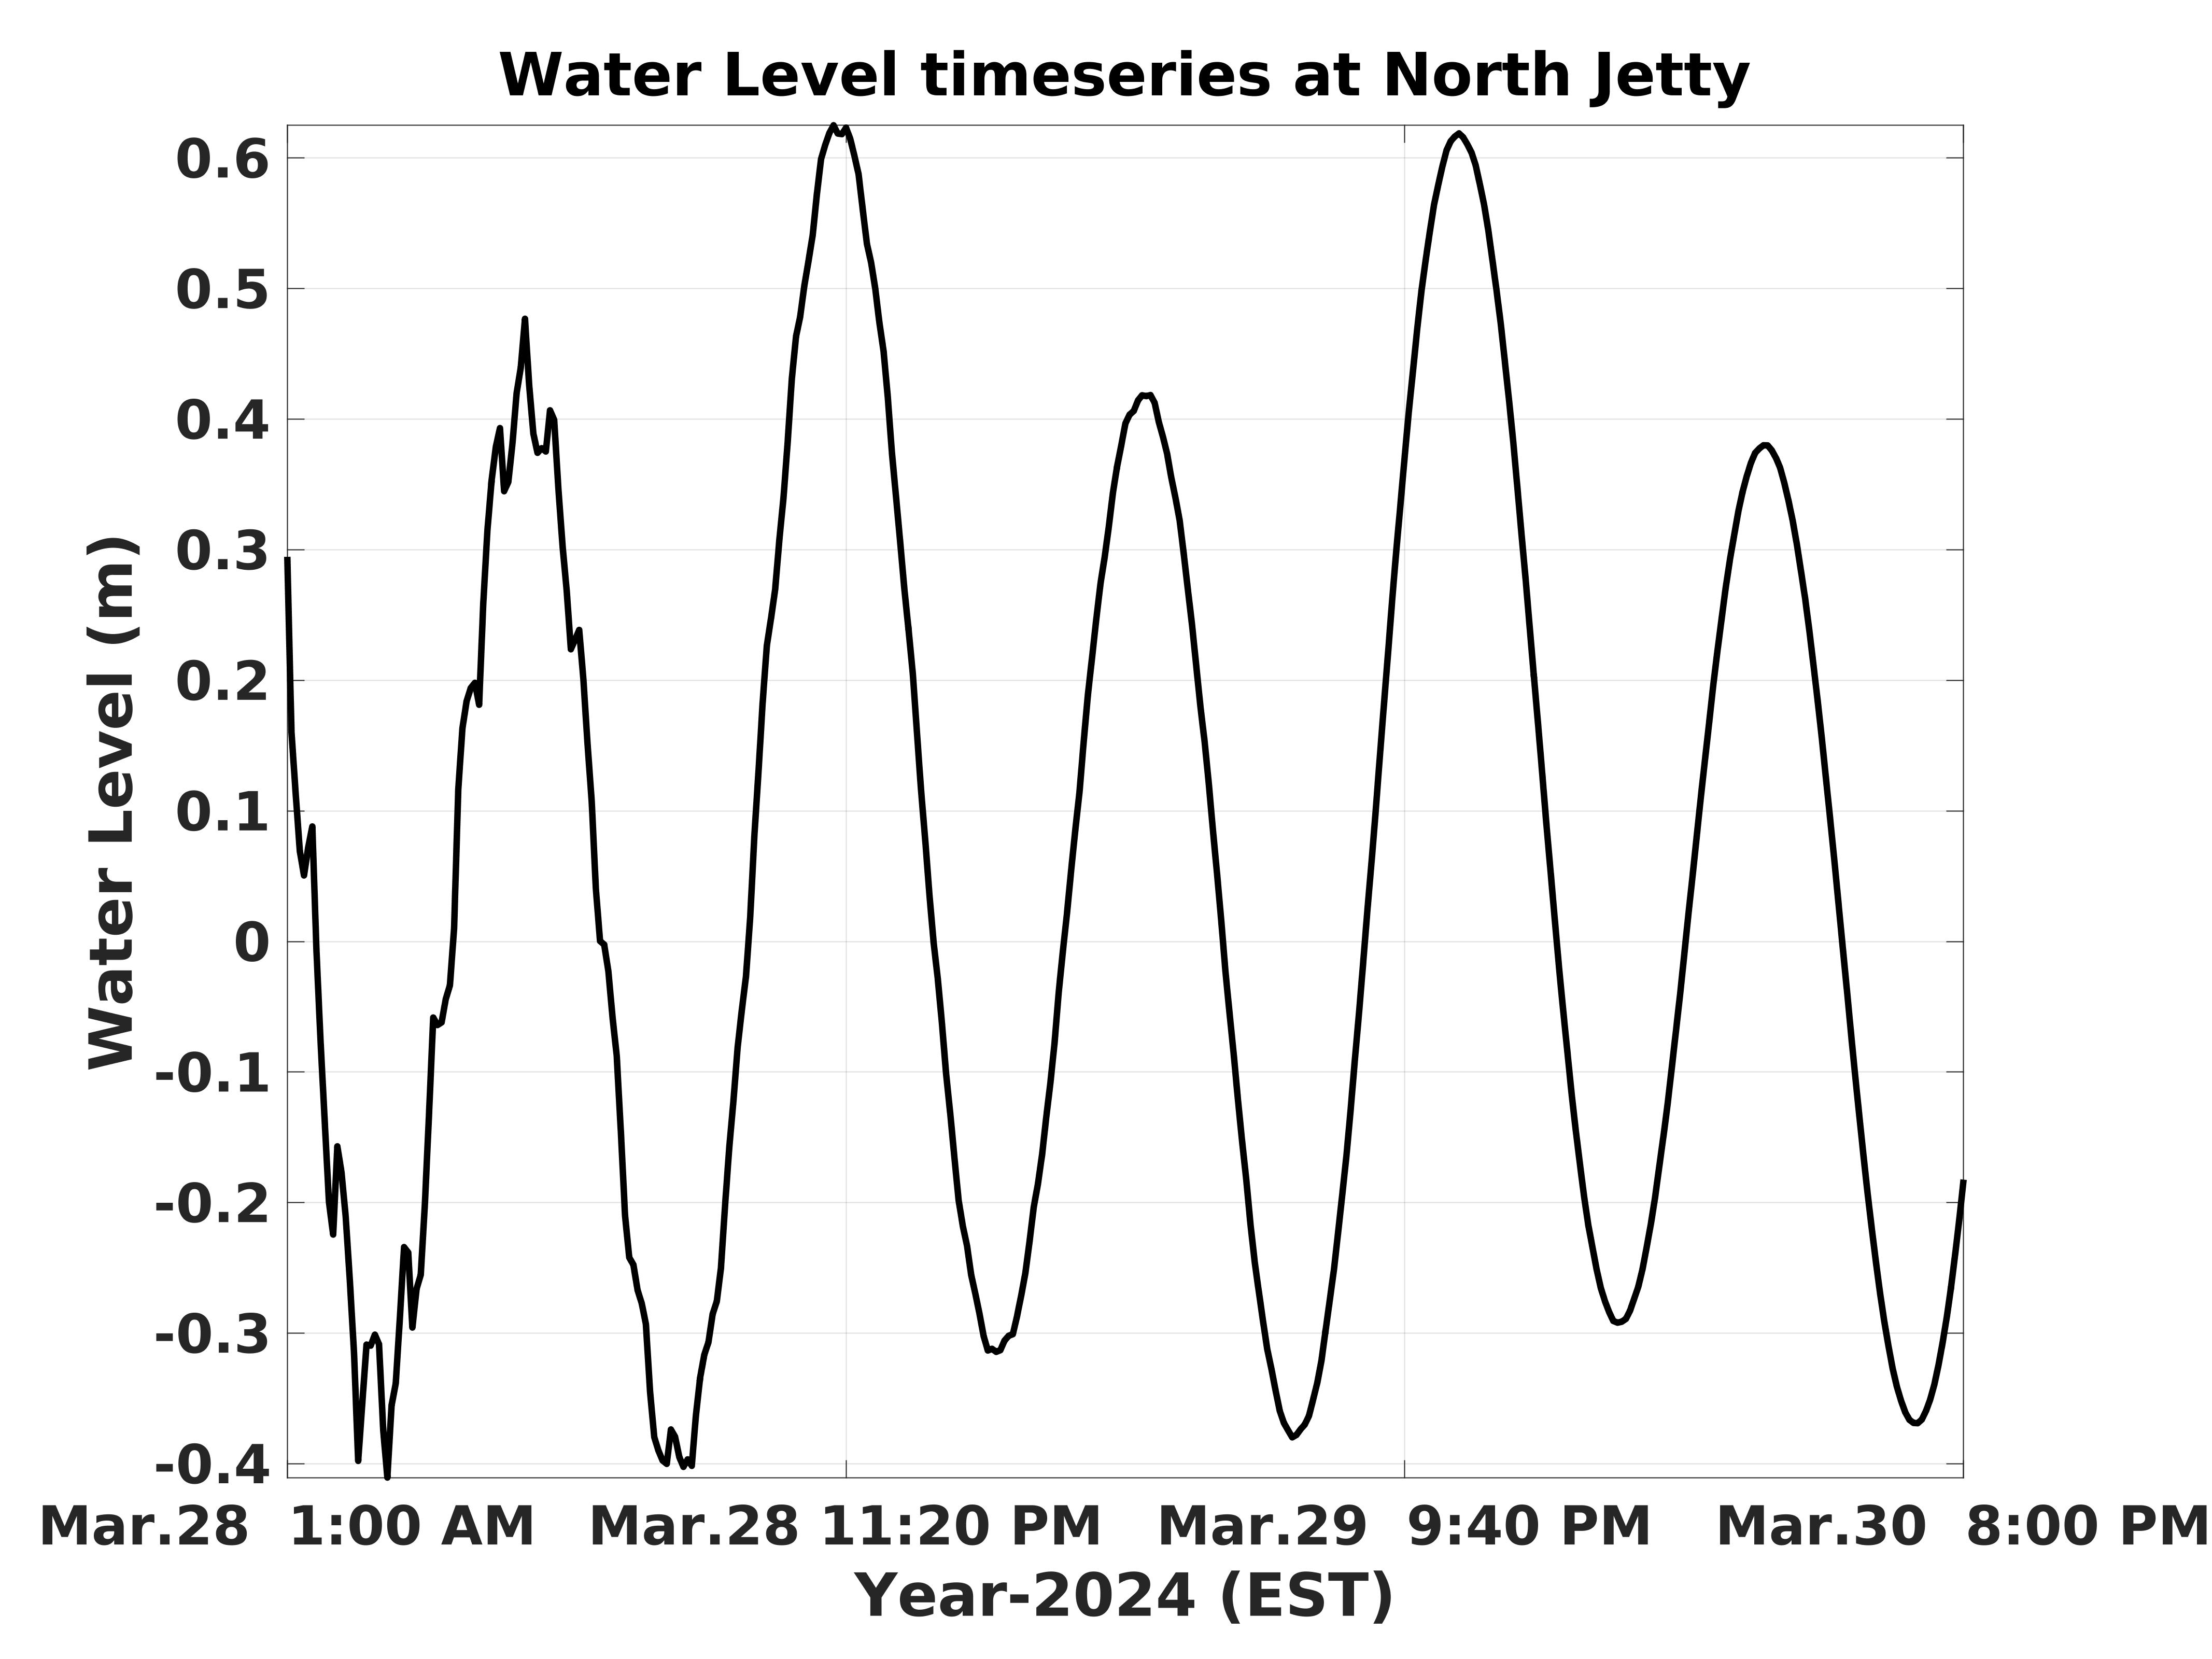 Water Level timeseries at North Jetty
0.6
0.5
0.4
0.3
0.2
0.1
0
-0.1
-0.2
-0.3
-0.4
Water Level (m)
Mar.28 1:00 AM Mar.28 11:20 PM Mar.29 9:40 PM Mar.30 8:00 PM
Year-2024 (EST)